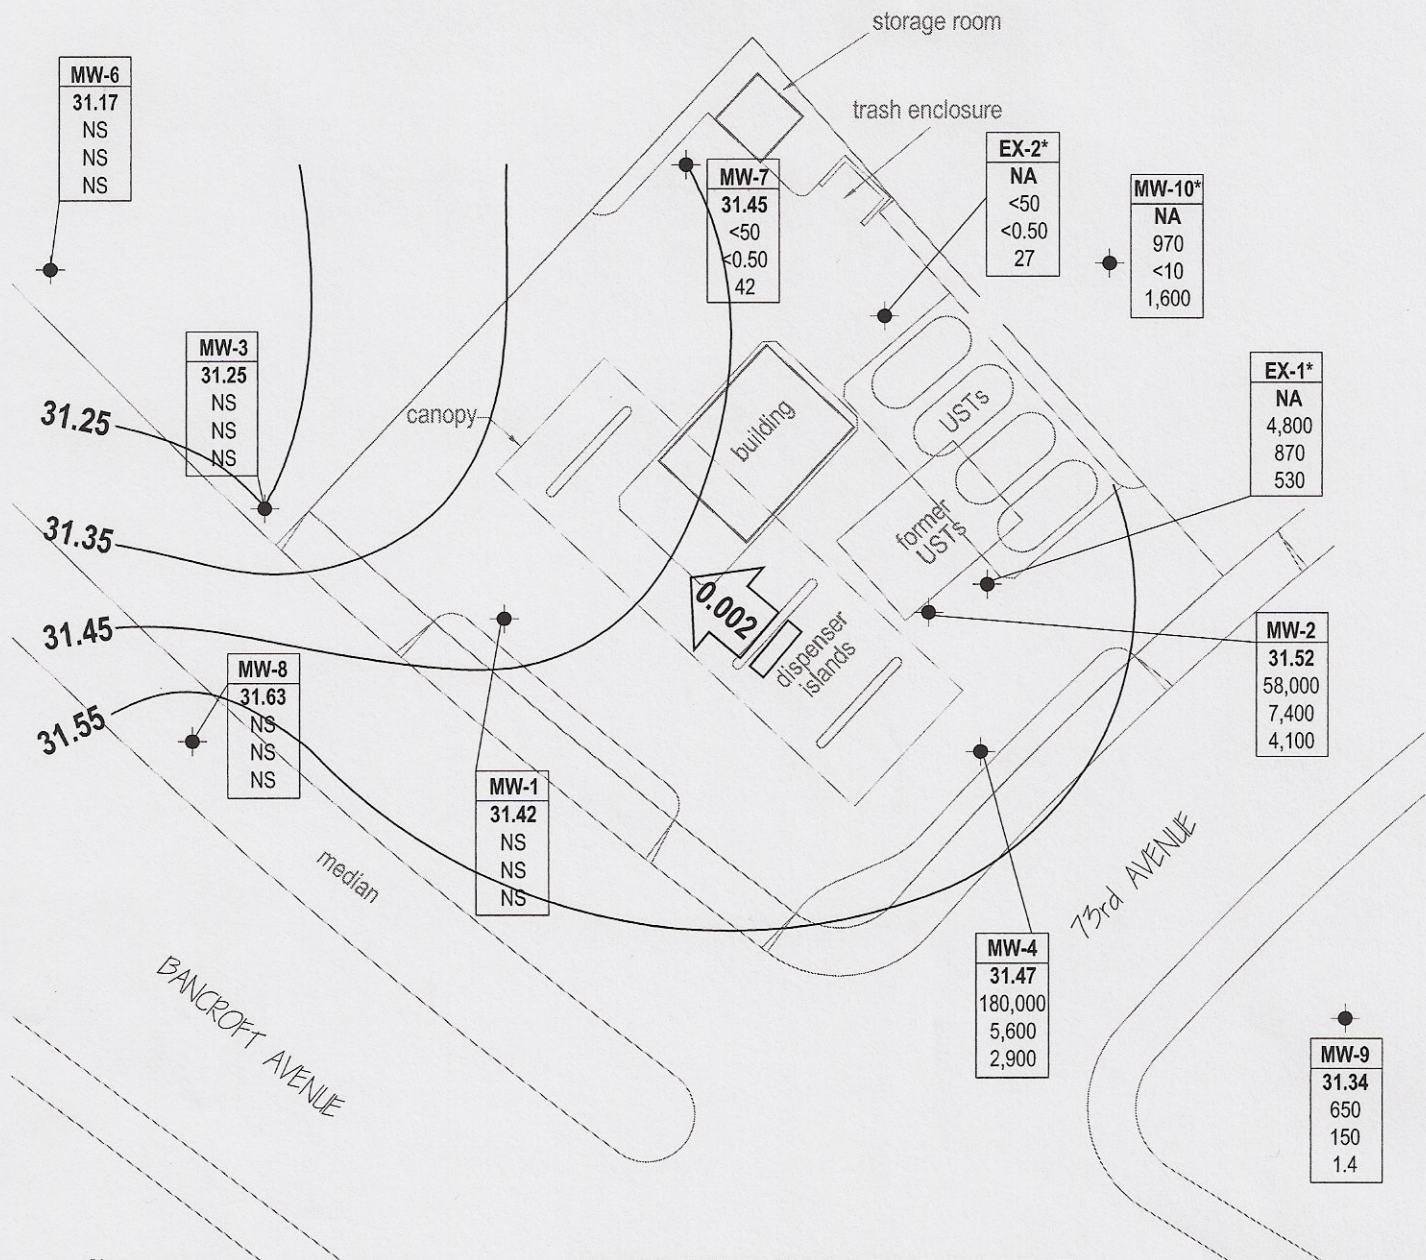 storage room
trash enclosure
MW-6
31.17
NS
NS
NS
EX-2*
NA
<50
<0.50
27
MW-7
31.45
<50
<0.50
42
MW-10*
NA
970
<10
1,600
MW-3
31.25
NS
NS
NS
EX-1*
NA
4,800
870
530
canopy
building
USTs
former
USTs
31.25
31.35
31.45
31.55
0.002
dispenser
islands
MW-2
31.52
58,000
7,400
4,100
MW-8
31.63
NS
NS
NS
MW-1
31.42
NS
NS
NS
median
73rd AVENUE
BANCROFT AVENUE
MW-4
31.47
180,000
5,600
2,900
MW-9
31.34
650
150
1.4